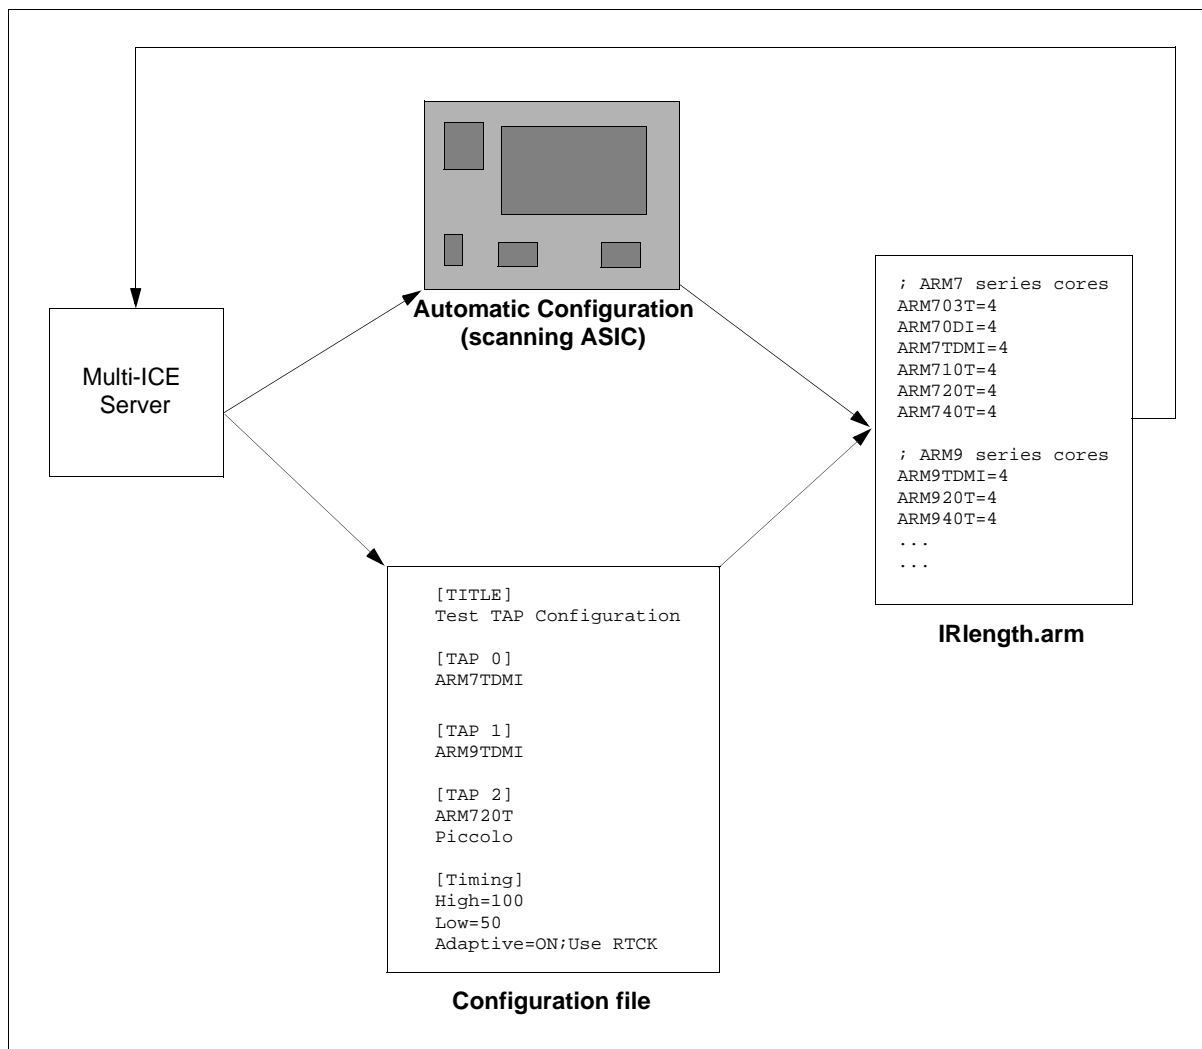 Multi-ICE
Server
Automatic Configuration
(scanning ASIC)
[TITLE]
Test TAP Configuration
[TAP 0]
ARM7TDMI
[TAP 1]
ARM9TDMI
[TAP 2]
ARM720T
Piccolo
[Timing]
High=100
Low=50
Adaptive=ON;Use RTCK
Configuration file
; ARM7 series cores
ARM703T=4
ARM70DI=4
ARM7TDMI=4
ARM710T=4
ARM720T=4
ARM740T=4
; ARM9 series cores
ARM9TDMI=4
ARM920T=4
ARM940T=4
...
...
IRlength.arm